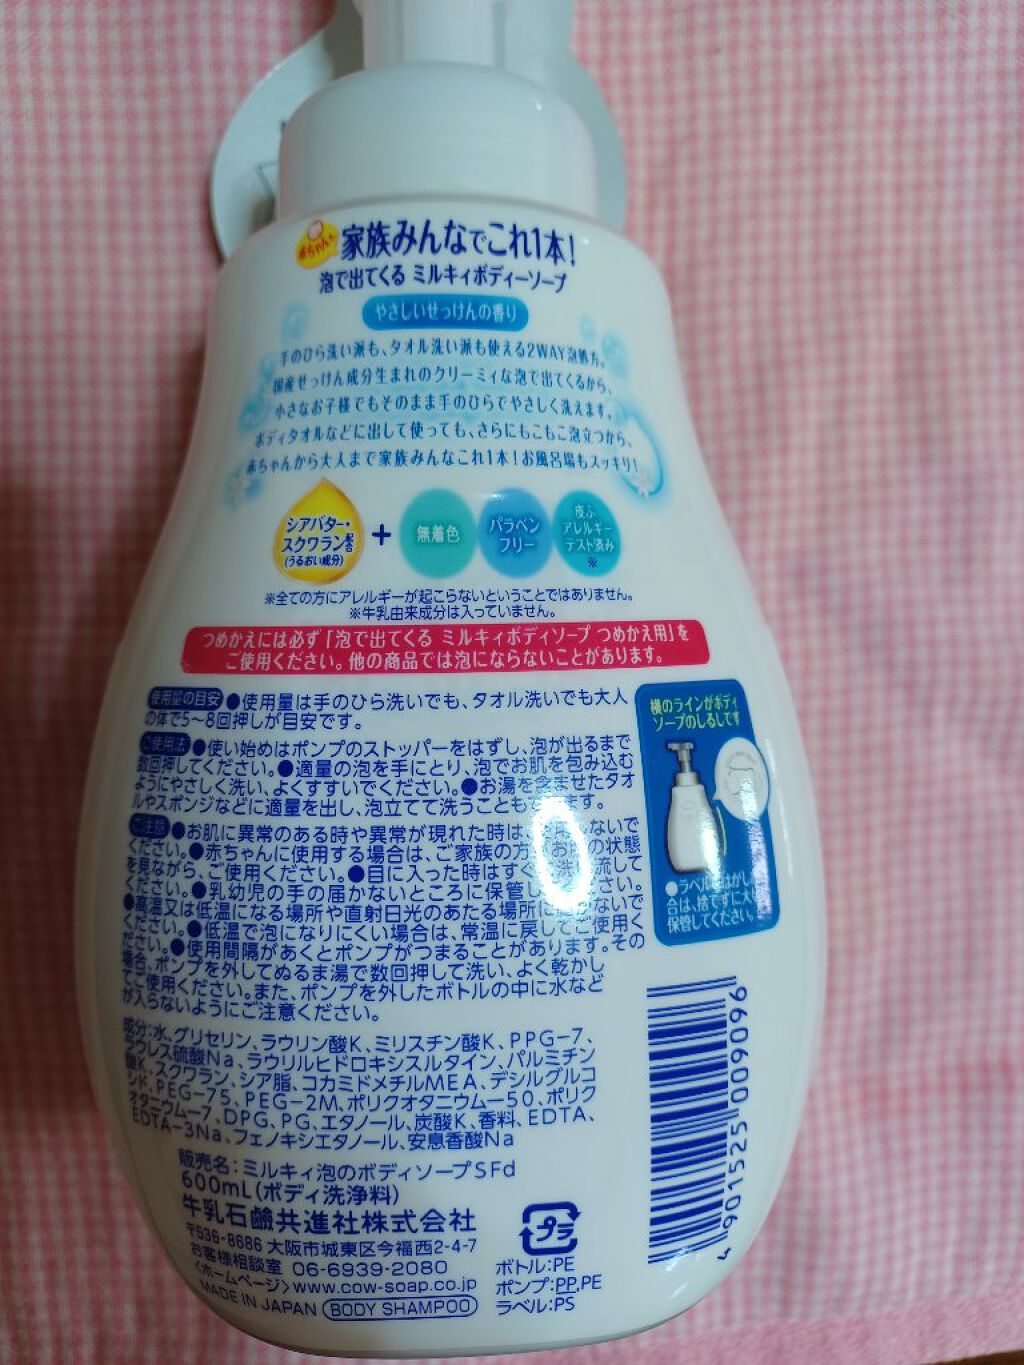 赤ちゃんも
家族みんなでこれ1本!
泡で出てくる ミルキィボディーソープ
やさしいせっけんの香り
手のひら洗い派も、タオル洗い派も使える2WAY泡処方。
国産せっけん成分生まれのクリーミィな泡で出てくるから、
小さなお子様でもそのまま手のひらでやさしく洗えます。
ボディタオルなどに出して使っても、さらにもこもこ泡立つから、
赤ちゃんから大人まで家族みんなこれ1本!お風呂場もスッキリ!
シアバター・
スクワラン配合
(うるおい成分)
+
無着色
パラベン
フリー
皮ふ
アレルギー
テスト済み
※
※全ての方にアレルギーが起こらないということではありません。
※牛乳由来成分は入っていません。
つめかえには必ず「泡で出てくる ミルキィボディソープ つめかえ用」を
ご使用ください。他の商品では泡にならないことがあります。
使用量の目安 ●使用量は手のひら洗いでも、タオル洗いでも大人
の体で5〜8回押しが目安です。
ご使用法 ●使い始めはポンプのストッパーをはずし、泡が出るまで
数回押してください。●適量の泡を手にとり、泡でお肌を包み込む
ようにやさしく洗い、よくすすいでください。●お湯を含ませたタオ
ルやスポンジなどに適量を出し、泡立てて洗うことも
ます。
ご注意 ●お肌に異常のある時や異常が現れた時は、
ないで
ください。●赤ちゃんに使用する場合は、ご家族の方
の状態
を見ながら、ご使用ください。●目に入った時はすぐ
流して
ください。●乳幼児の手の届かないところに保管し
さい。
●高温又は低温になる場所や直射日光のあたる場所に
ないで
ください。●低温で泡になりにくい場合は、常温に戻してご使用く
ださい。●使用間隔があくとポンプがつまることがあります。その
場合、ポンプを外してぬるま湯で数回押して洗い、よく乾かし
てご使用ください。また、ポンプを外したボトルの中に水など
が入らないようにご注意ください。
横のラインがボディ
ソープのしるしです
●ラベル
はがし
合は、捨てずに大
保管してください
成分:水、グリセリン、ラウリン酸K、ミリスチン酸K、PPG-7、
ラウレス硫酸Na、ラウリルヒドロキシスルタイン、パルミチン
酸K、スクワラン、シア脂、コカミドメチルMEA、デシルグルコ
シド、PEG-75、PEG-2M、ポリクオタニウム-50、ポリク
オタニウム-7、DPG、PG、エタノール、炭酸K、香料、EDTA、
EDTA-3Na、フェノキシエタノール、安息香酸Na
販売名:ミルキィ泡のボディソープSFd
600mL(ボディ洗浄料)
牛乳石鹸共進社株式会社
〒536-8686 大阪市城東区今福西2-4-7
お客様相談室 06-6939-2080
〈ホームページ〉www.cow-soap.co.jp
MADE IN JAPAN BODY SHAMPOO
プラ
ボトル:PE
ポンプ:PP,PE
ラベル:PS
4 901525 009096